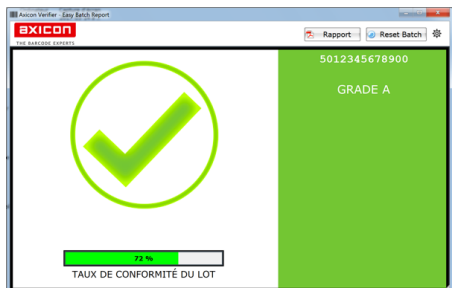 Axicon Verifier - Easy Batch Report
axicon
THE BARCODE EXPERTS
Rapport
Reset Batch
5012345678900
GRADE A
72 %
TAUX DE CONFORMITÉ DU LOT